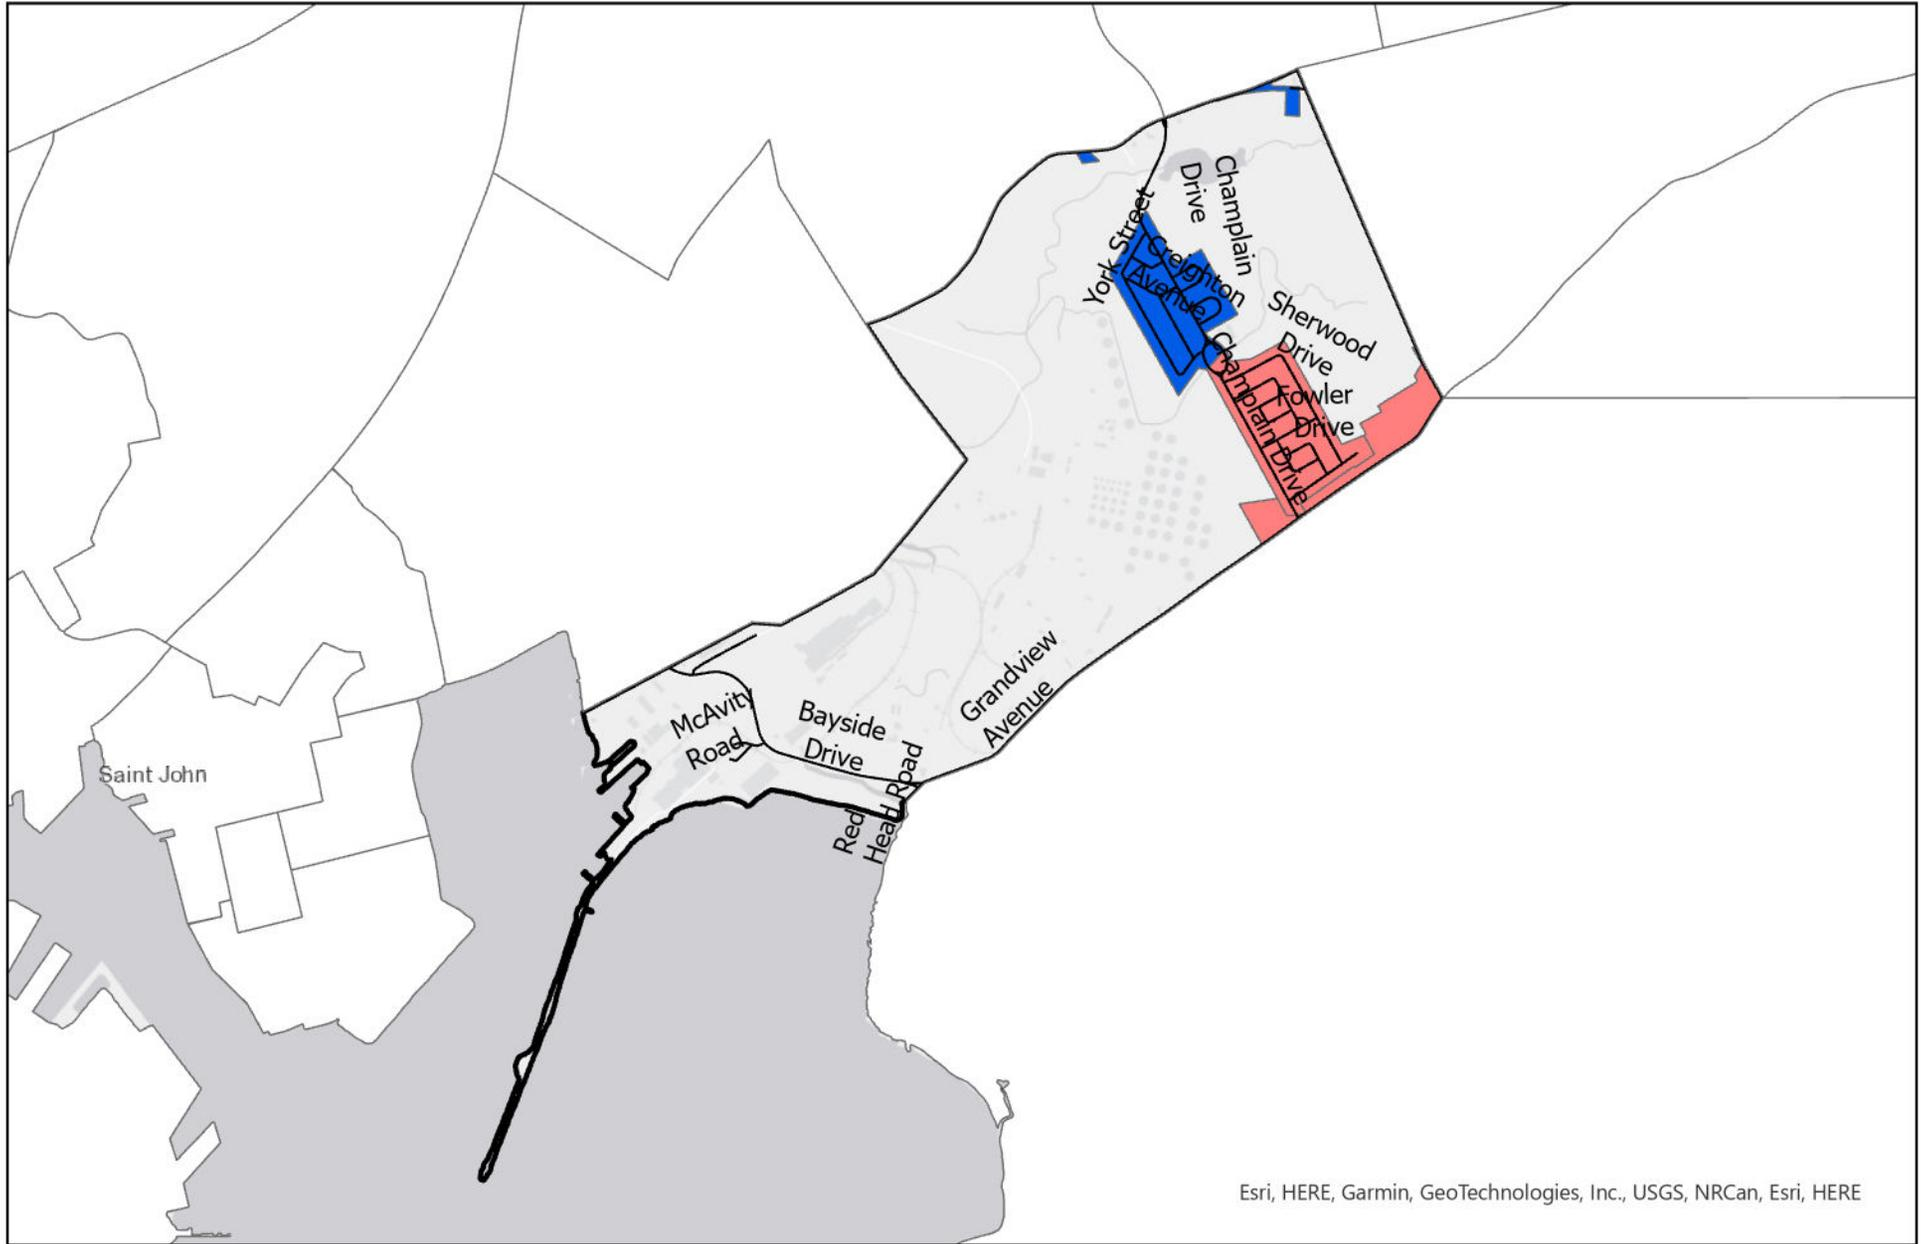 Champlain
Drive
York Street
Creighton
Avenue
Sherwood
Drive
Champlain Drive
Fowler
Drive
Grandview
Avenue
McAvity
Road
Bayside
Drive
Red
Head Road
Saint John
Esri, HERE, Garmin, GeoTechnologies, Inc., USGS, NRCan, Esri, HERE